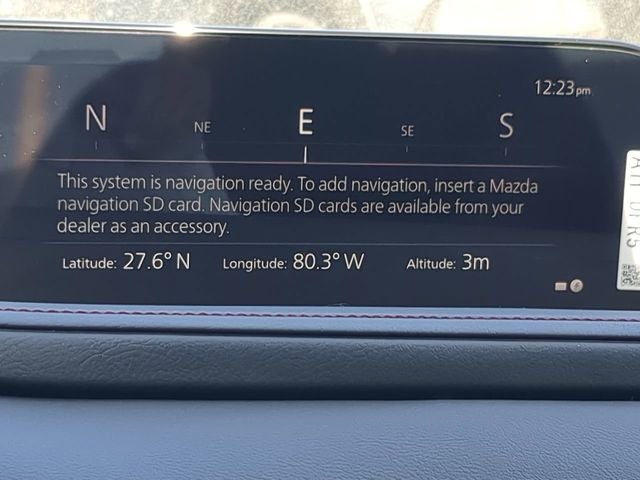 12:23pm
N NE E SE S
This system is navigation ready. To add navigation, insert a Mazda
navigation SD card. Navigation SD cards are available from your
dealer as an accessory.
Latitude: 27.6° N Longitude: 80.3° W Altitude: 3m